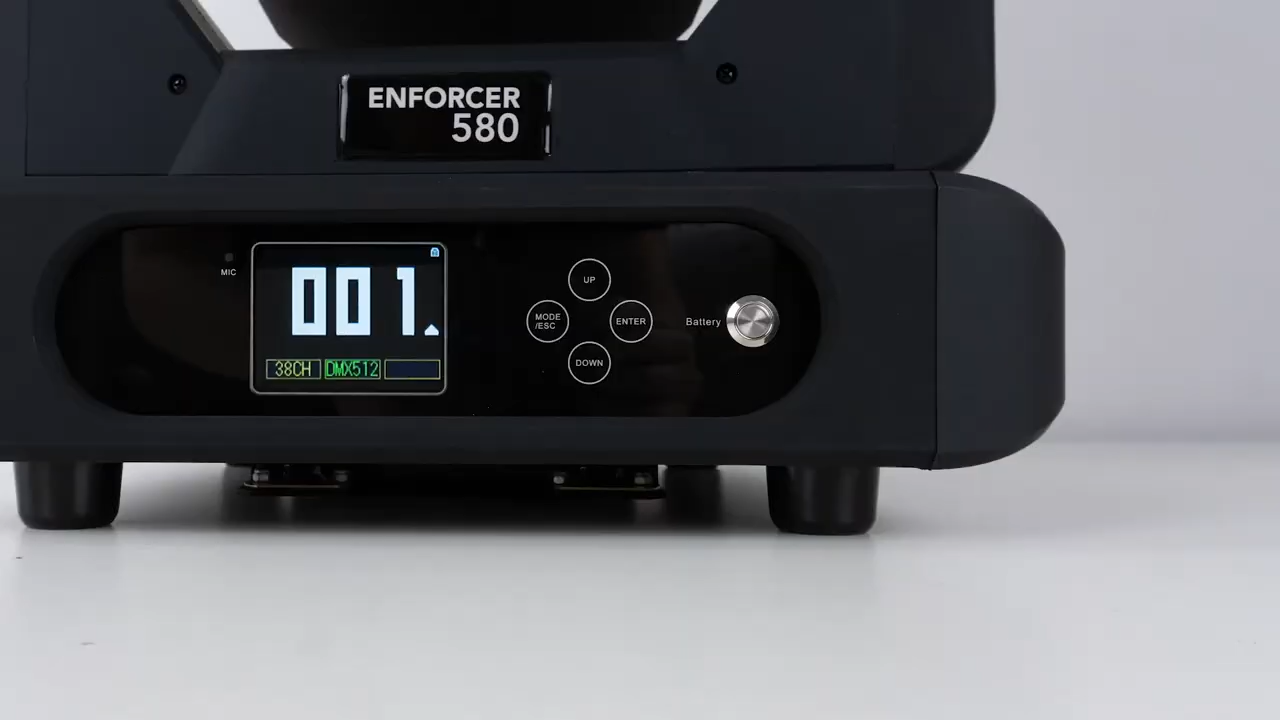 ENFORCER
580
MIC
001.
38CH DMX512
UP
MODE
/ESC
ENTER
DOWN
Battery